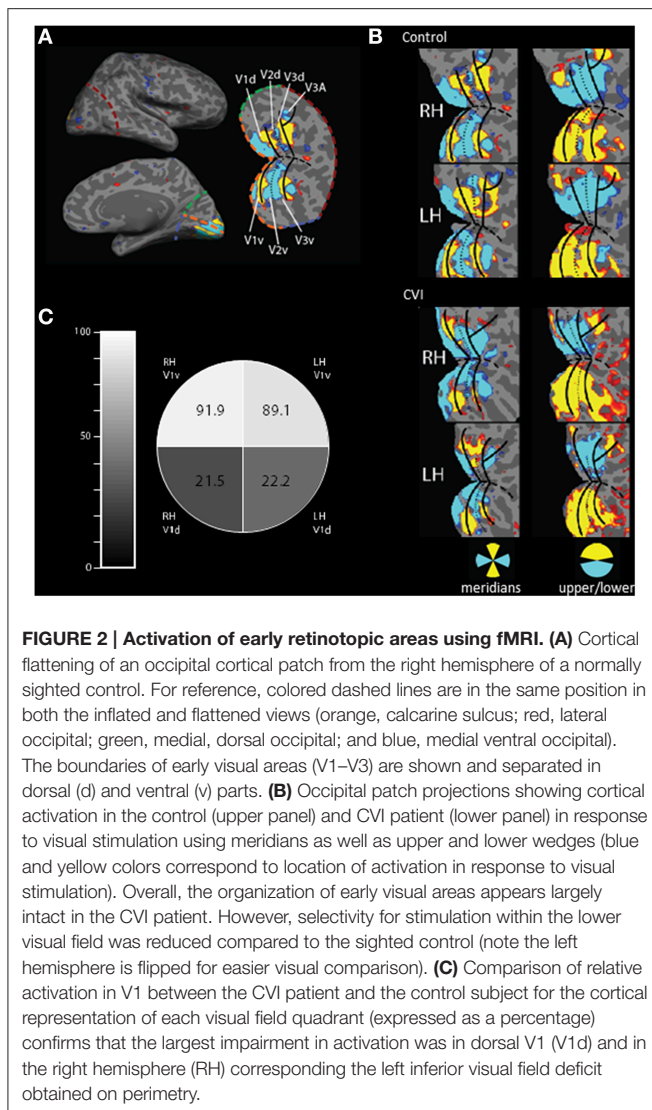 A
V1d
V2d
V3d
V3A
V1v
V2v
V3v
B
Control
RH
LH
CVI
RH
LH
meridians
upper/lower
C
100
50
0
RH
V1v
LH
V1v
91.9
89.1
21.5
22.2
RH
V1d
LH
V1d
FIGURE 2 | Activation of early retinotopic areas using fMRI. (A) Cortical
flattening of an occipital cortical patch from the right hemisphere of a normally
sighted control. For reference, colored dashed lines are in the same position in
both the inflated and flattened views (orange, calcarine sulcus; red, lateral
occipital; green, medial, dorsal occipital; and blue, medial ventral occipital).
The boundaries of early visual areas (V1–V3) are shown and separated in
dorsal (d) and ventral (v) parts. (B) Occipital patch projections showing cortical
activation in the control (upper panel) and CVI patient (lower panel) in response
to visual stimulation using meridians as well as upper and lower wedges (blue
and yellow colors correspond to location of activation in response to visual
stimulation). Overall, the organization of early visual areas appears largely
intact in the CVI patient. However, selectivity for stimulation within the lower
visual field was reduced compared to the sighted control (note the left
hemisphere is flipped for easier visual comparison). (C) Comparison of relative
activation in V1 between the CVI patient and the control subject for the cortical
representation of each visual field quadrant (expressed as a percentage)
confirms that the largest impairment in activation was in dorsal V1 (V1d) and in
the right hemisphere (RH) corresponding the left inferior visual field deficit
obtained on perimetry.